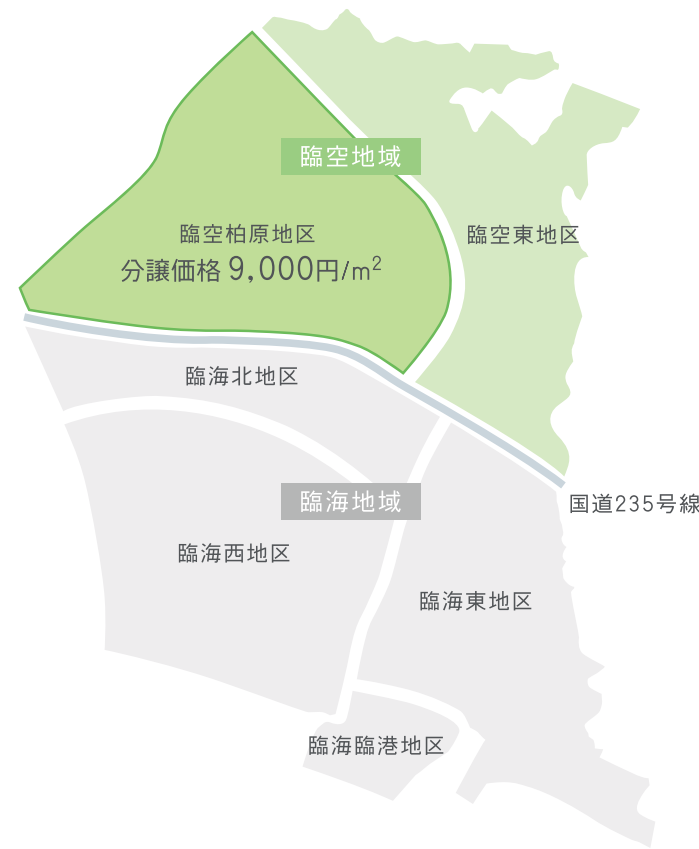 臨空地域
臨空柏原地区
分譲価格 9,000円/m²
臨空東地区
臨海北地区
臨海地域
国道235号線
臨海西地区
臨海東地区
臨海臨港地区